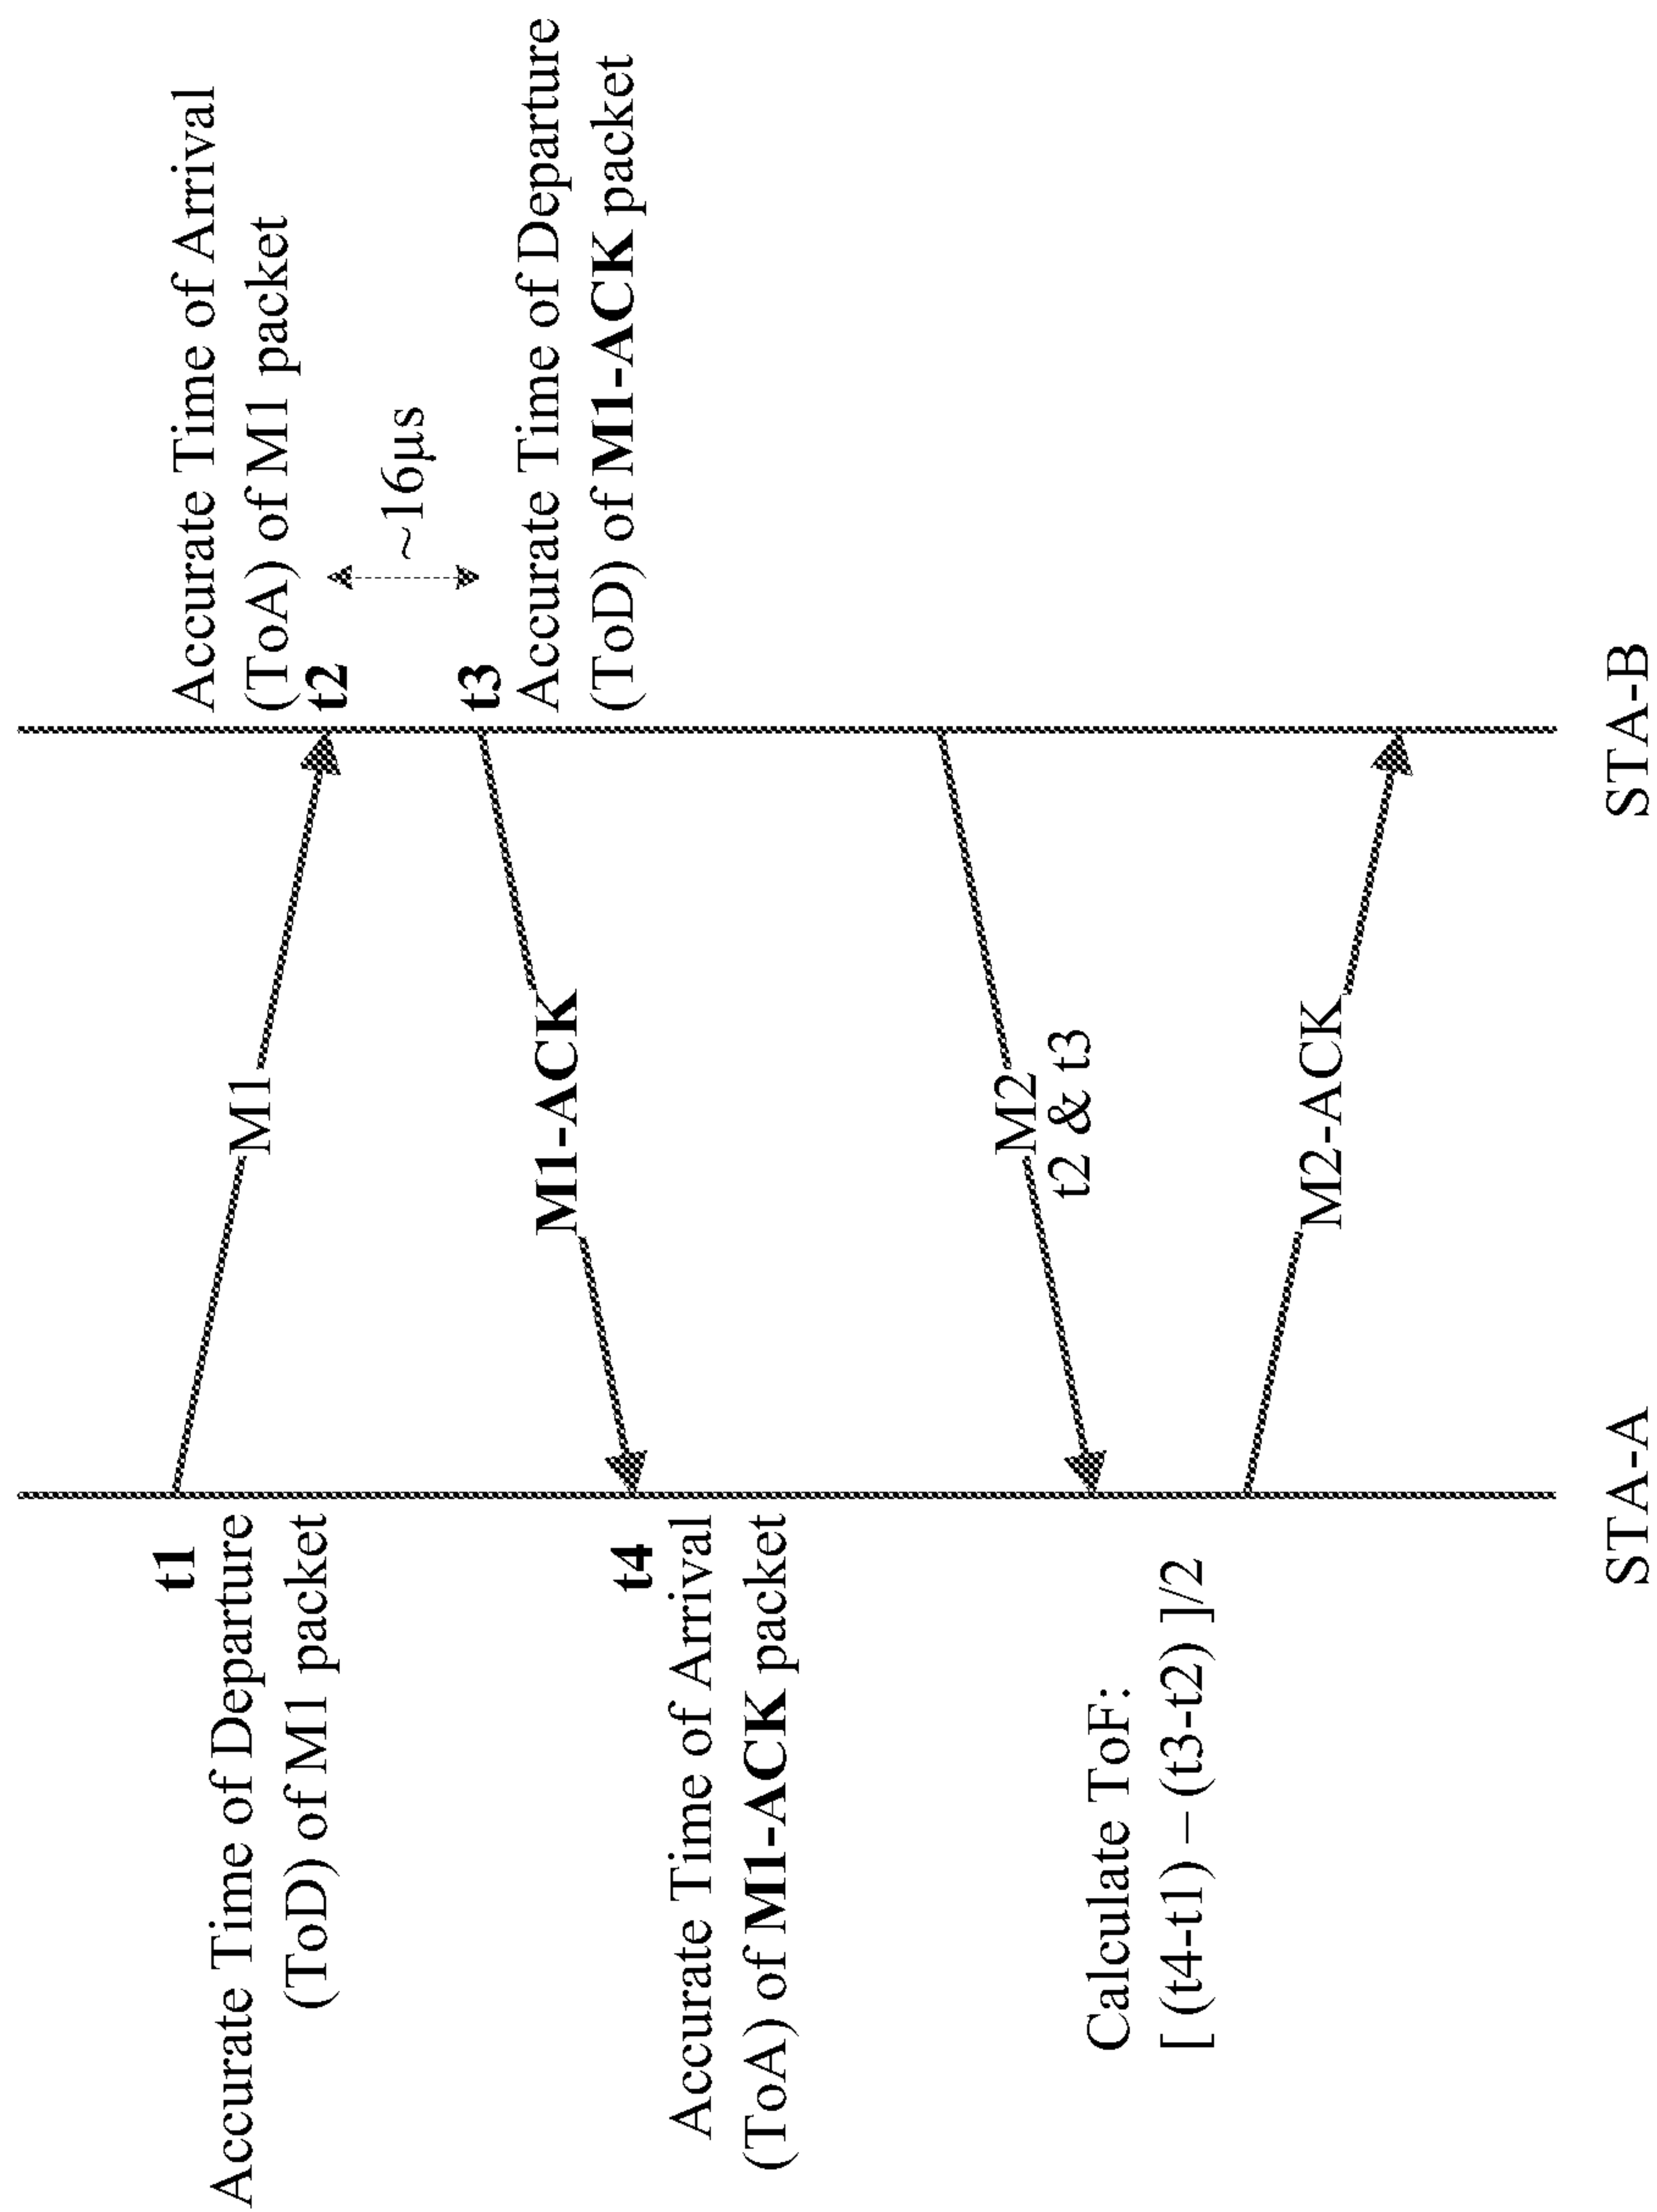 t1
Accurate Time of Departure
(ToD) of M1 packet
M1
Accurate Time of Arrival
(ToA) of M1 packet
t2
~16μs
t3
Accurate Time of Departure
(ToD) of M1-ACK packet
M1-ACK
t4
Accurate Time of Arrival
(ToA) of M1-ACK packet
M2
t2 & t3
Calculate ToF:
[ (t4-t1) – (t3-t2) ]/2
M2-ACK
STA-A
STA-B